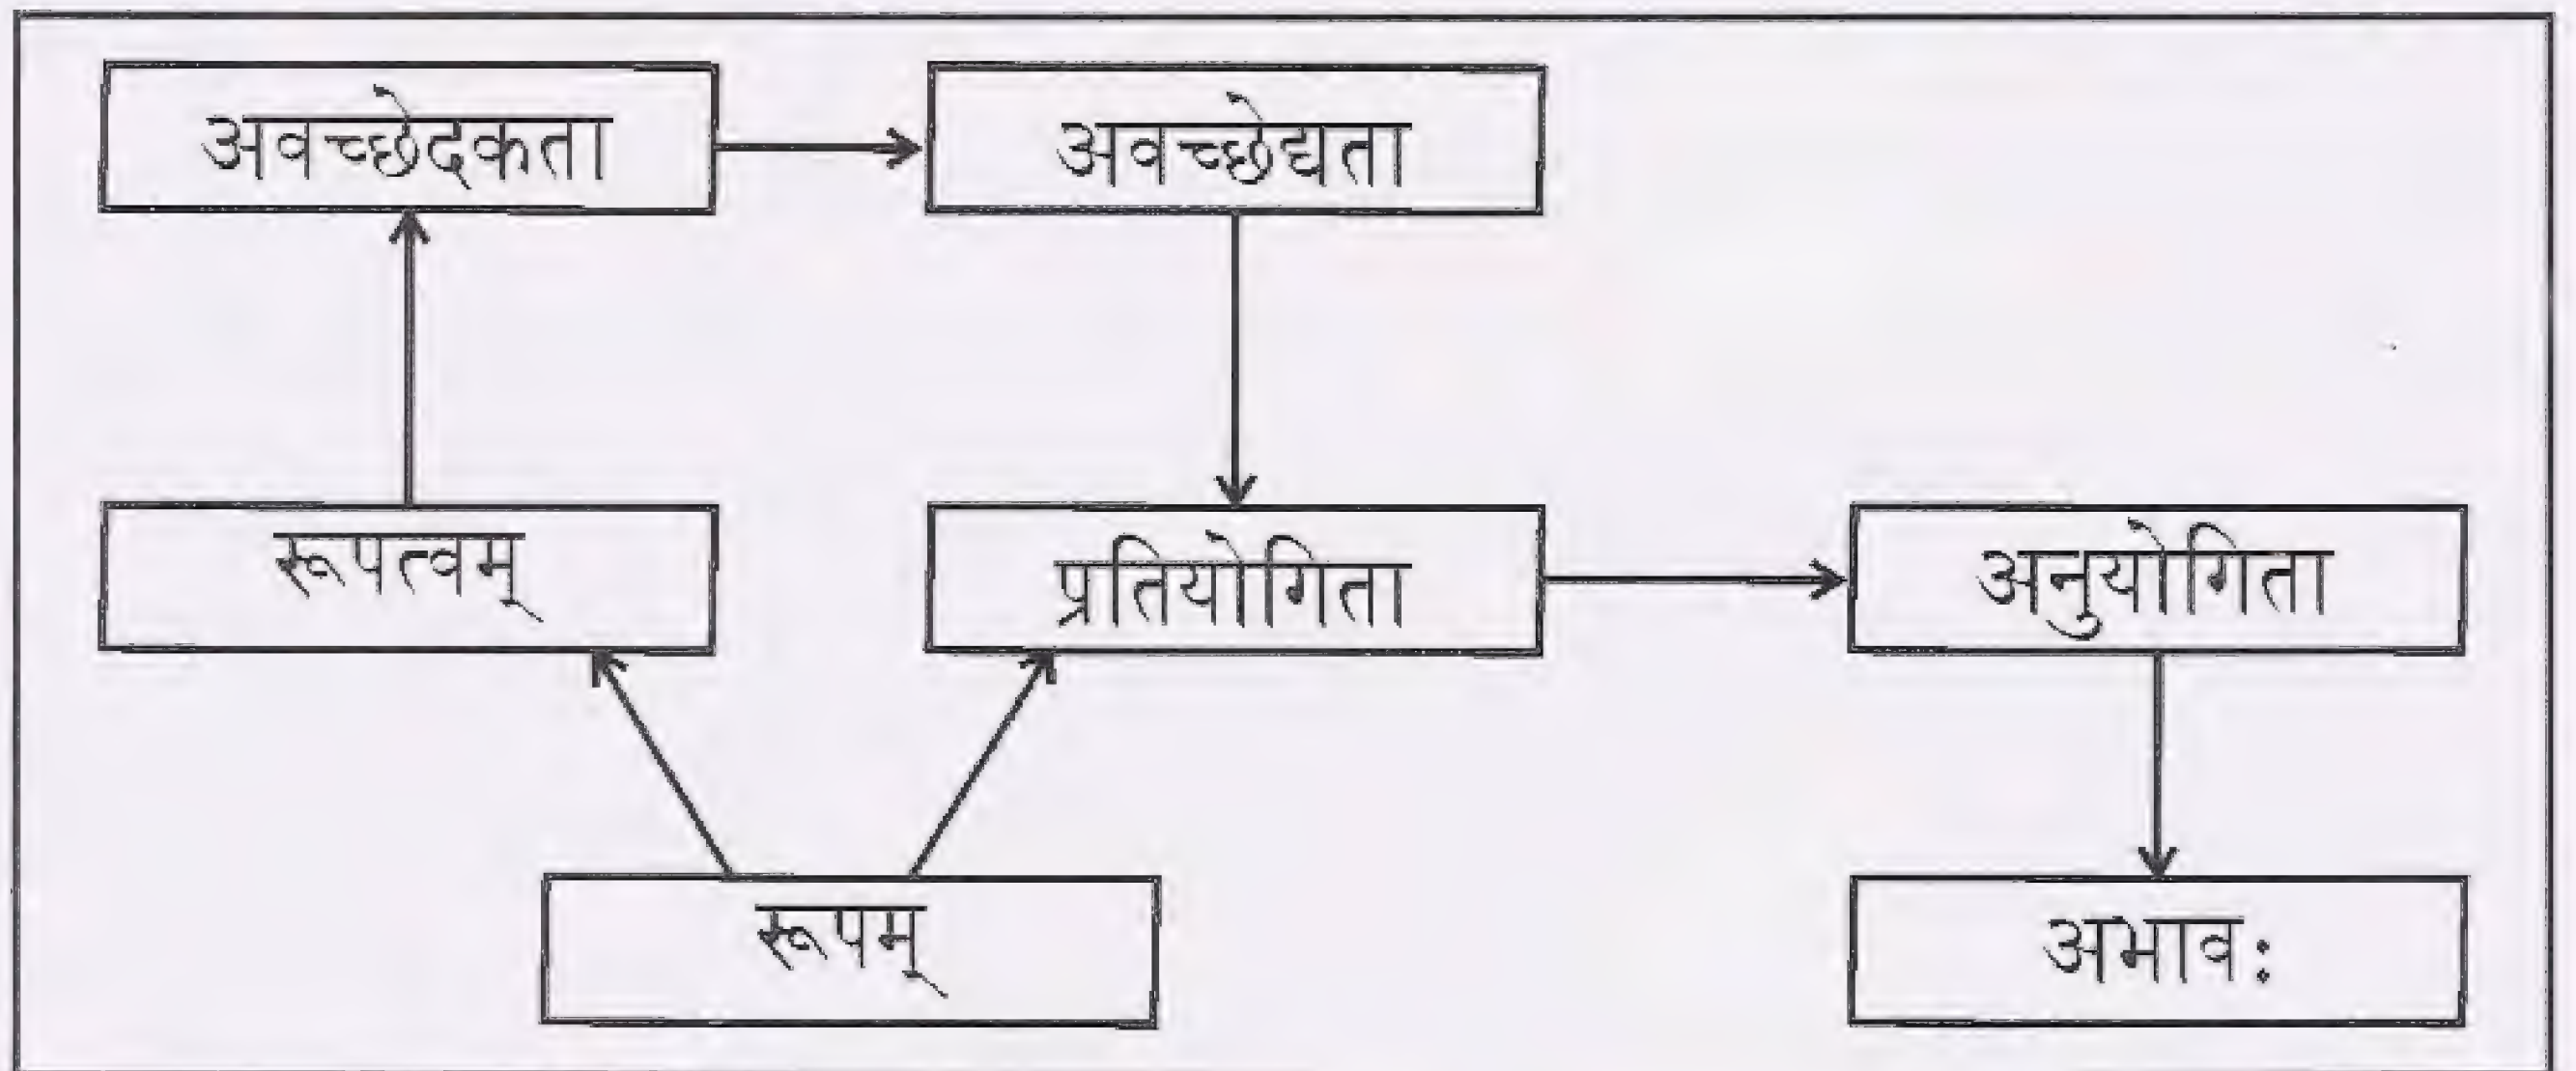 अवच्छेदकता
अवच्छेद्यता
रूपत्वम्
प्रतियोगिता
अनुयोगिता
रूपम्
अभावः